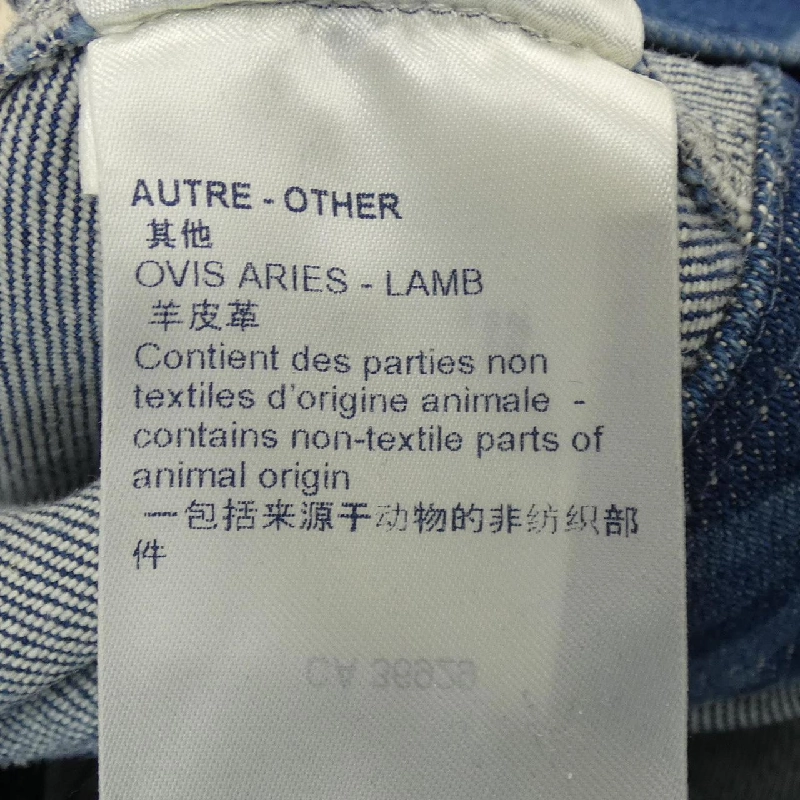 AUTRE - OTHER
其他
OVIS ARIES - LAMB
羊皮革
Contient des parties non
textiles d'origine animale -
contains non-textile parts of
animal origin
一包括来源于动物的非纺织部
件
CA 36929